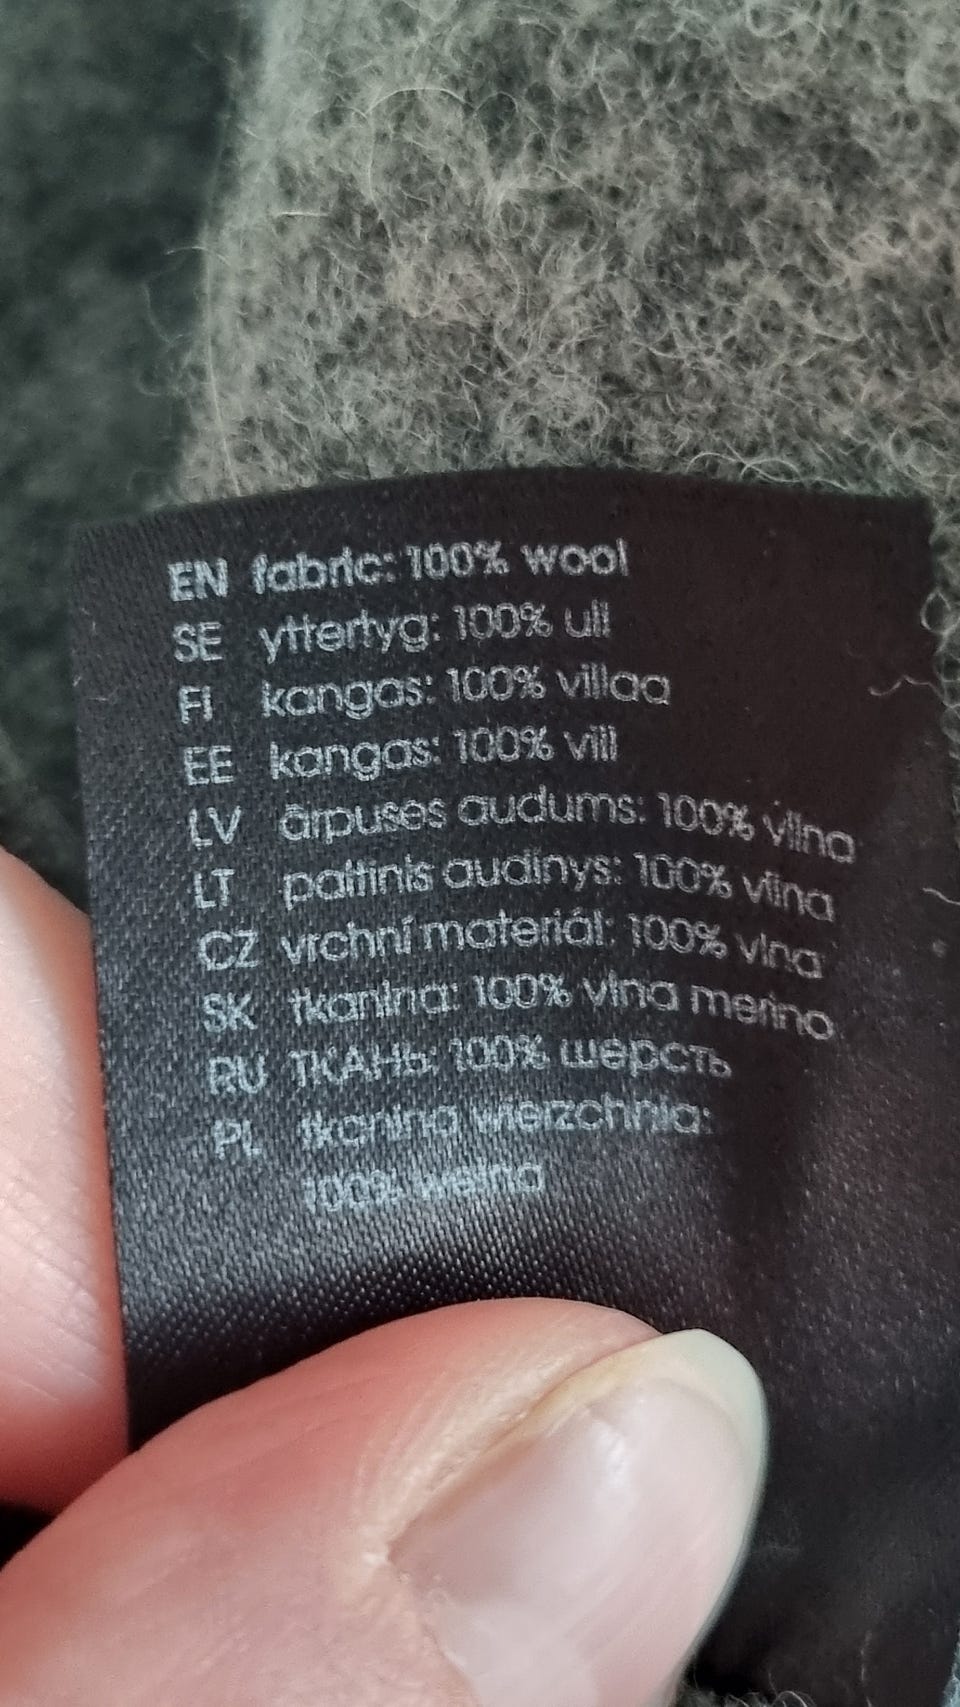 EN fabric: 100% wool
SE yttertyg: 100% ull
FI kangas: 100% villaa
EE kangas: 100% vill
LV ārpuses audums: 100% vilna
LT paltinis audinys: 100% vilna
CZ vrchní materiál: 100% vlna
SK tkanina: 100% vlna merino
RU ТКАНЬ: 100% шерсть
PL tkanina wierzchnia:
100% wełna